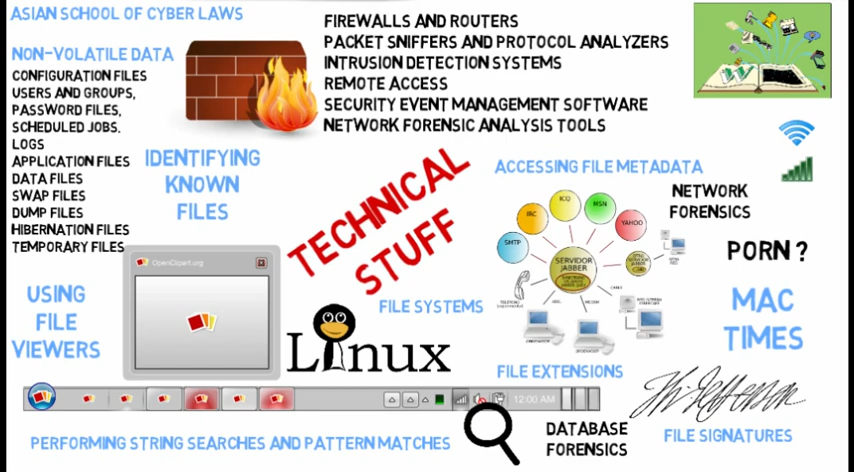 ASIAN SCHOOL OF CYBER LAWS
NON-VOLATILE DATA
CONFIGURATION FILES
USERS AND GROUPS,
PASSWORD FILES,
SCHEDULED JOBS.
LOGS
APPLICATION FILES
DATA FILES
SWAP FILES
DUMP FILES
HIBERNATION FILES
TEMPORARY FILES
FIREWALLS AND ROUTERS
PACKET SNIFFERS AND PROTOCOL ANALYZERS
INTRUSION DETECTION SYSTEMS
REMOTE ACCESS
SECURITY EVENT MANAGEMENT SOFTWARE
NETWORK FORENSIC ANALYSIS TOOLS
IDENTIFYING
KNOWN
FILES
TECHNICAL
STUFF
ACCESSING FILE METADATA
NETWORK
FORENSICS
ICQ
IRC
MSN
YAHOO
SMTP
SERVIDOR
JABBER
PORN ?
OpenClipart.org
USING
FILE
VIEWERS
Linux
FILE SYSTEMS
MAC
TIMES
FILE EXTENSIONS
12:00 AM
Th. Jefferson
PERFORMING STRING SEARCHES AND PATTERN MATCHES
DATABASE
FORENSICS
FILE SIGNATURES